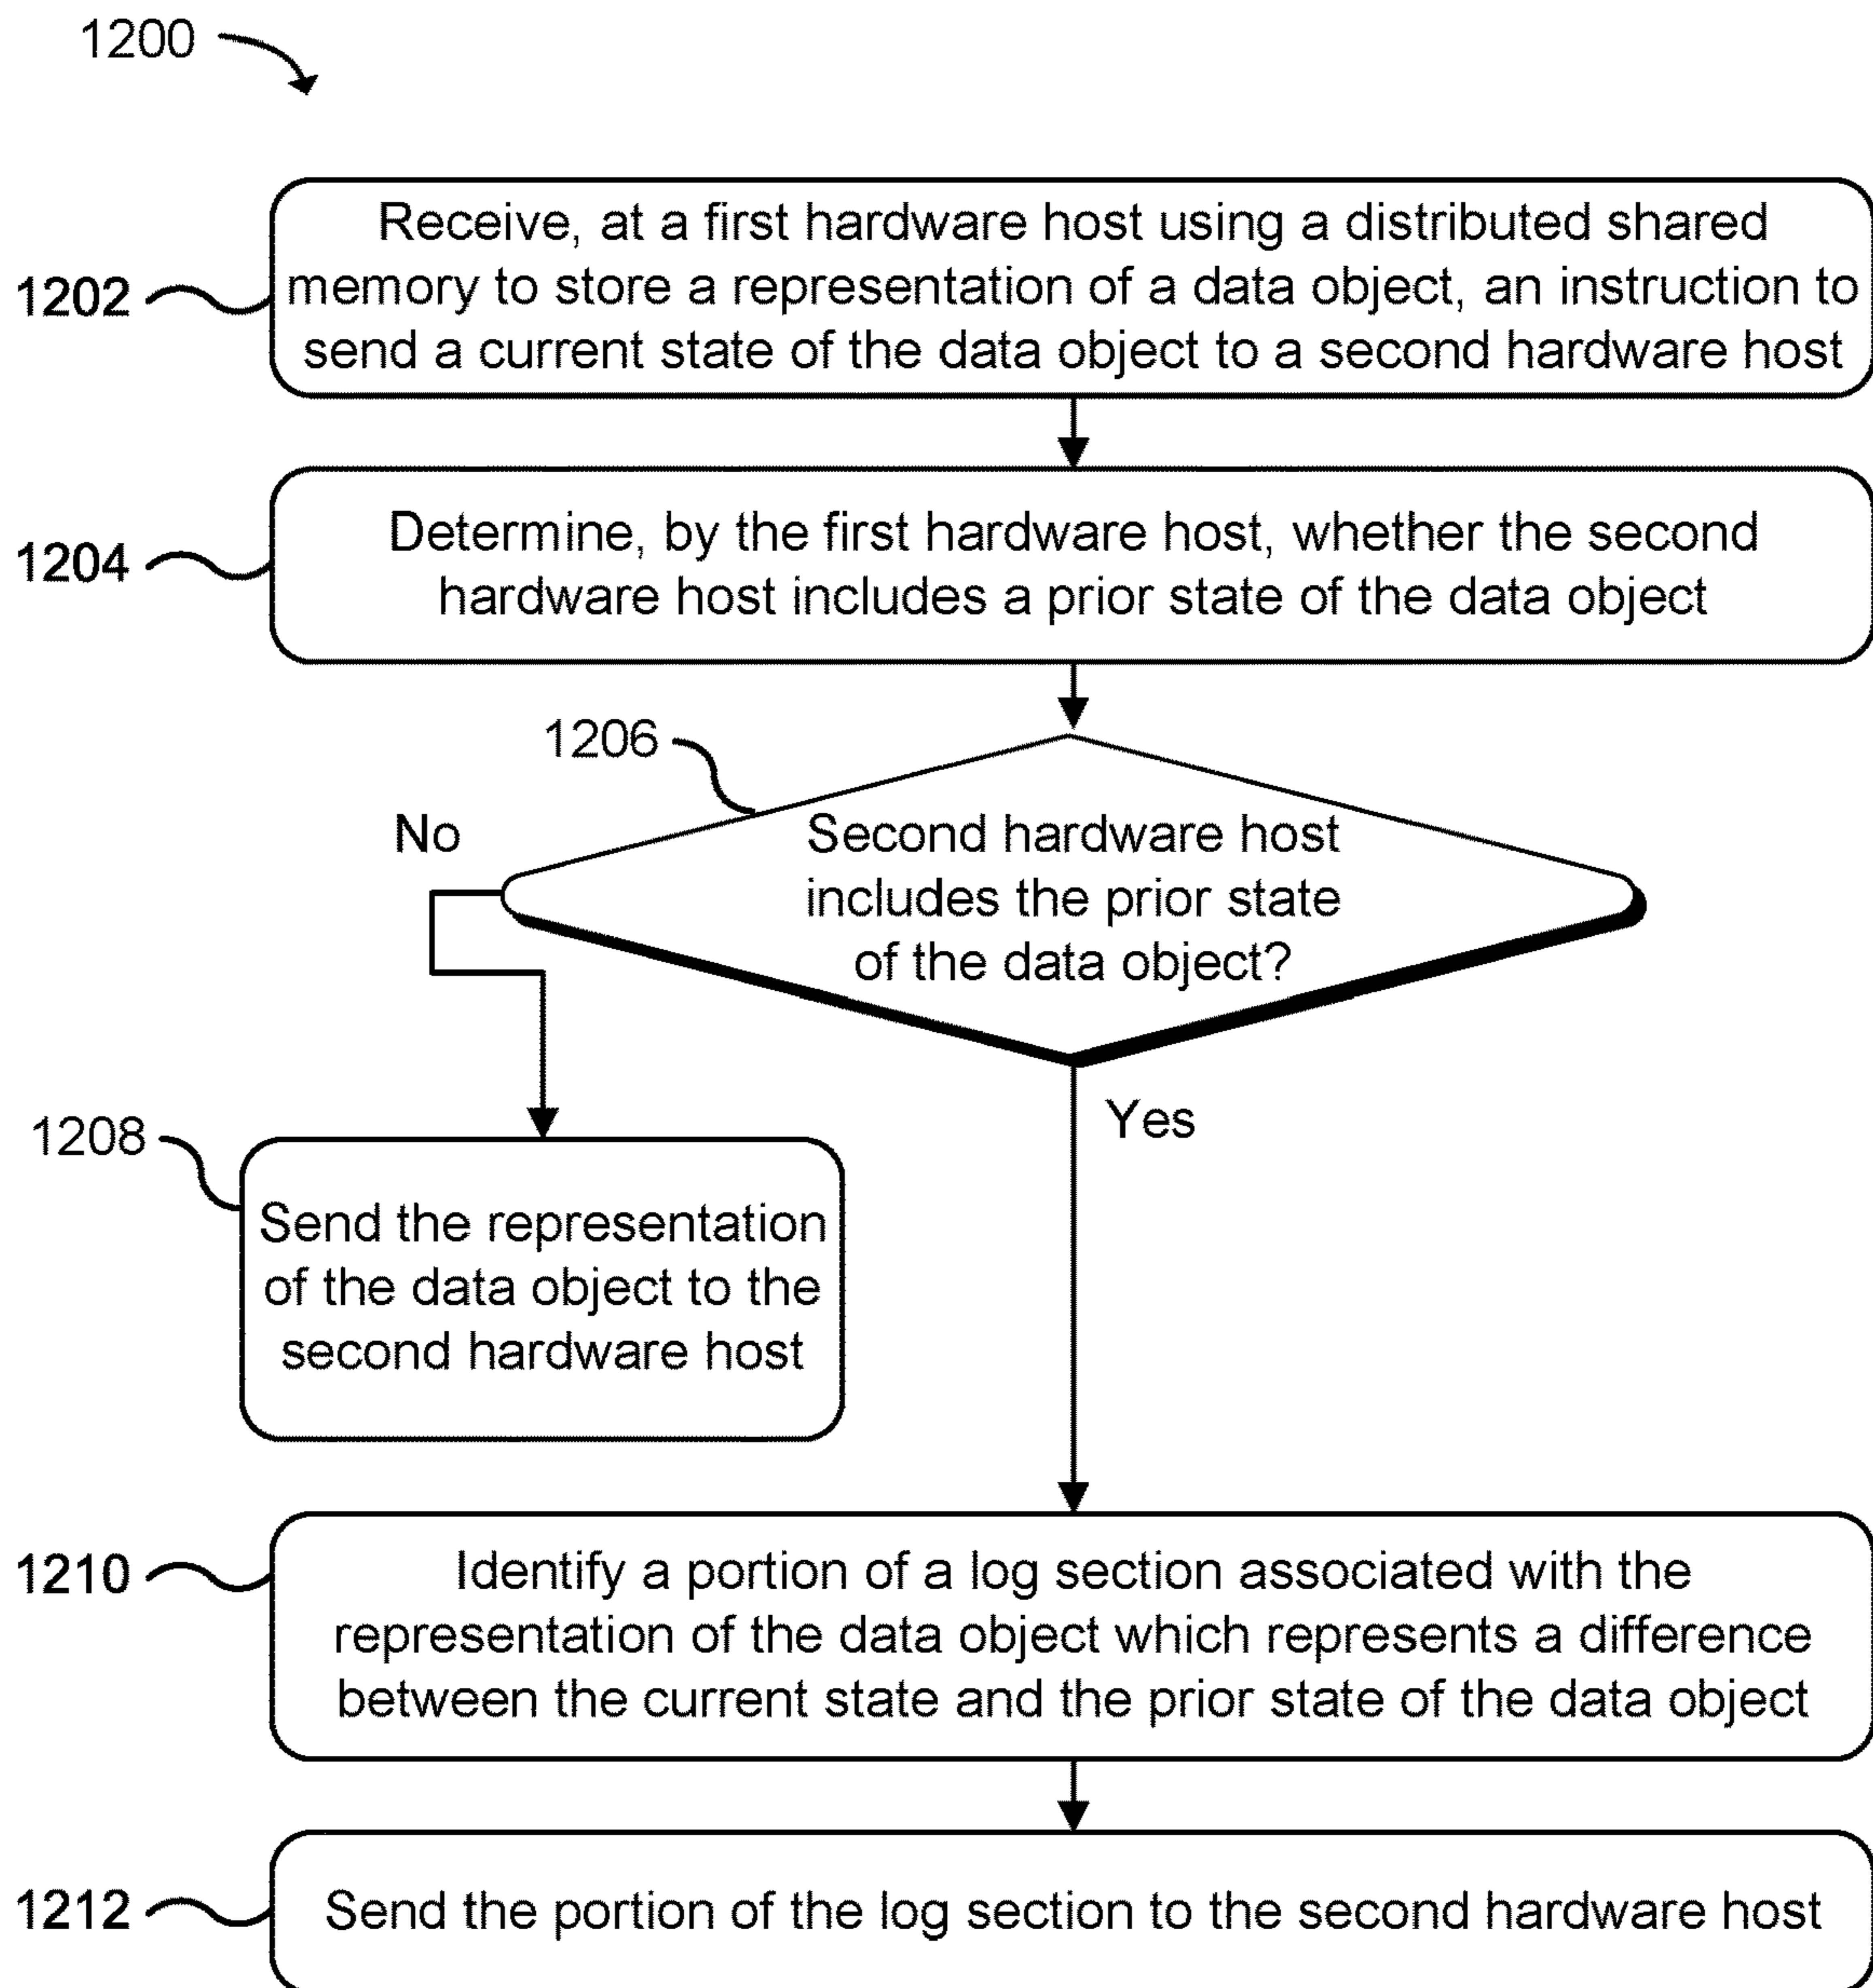 1200
Receive, at a first hardware host using a distributed shared
1202
memory to store a representation of a data object, an instruction to
send a current state of the data object to a second hardware host
1204
Determine, by the first hardware host, whether the second
hardware host includes a prior state of the data object
1206
No
Second hardware host
includes the prior state
of the data object?
Yes
1208
Send the representation
of the data object to the
second hardware host
1210
Identify a portion of a log section associated with the
representation of the data object which represents a difference
between the current state and the prior state of the data object
1212
Send the portion of the log section to the second hardware host